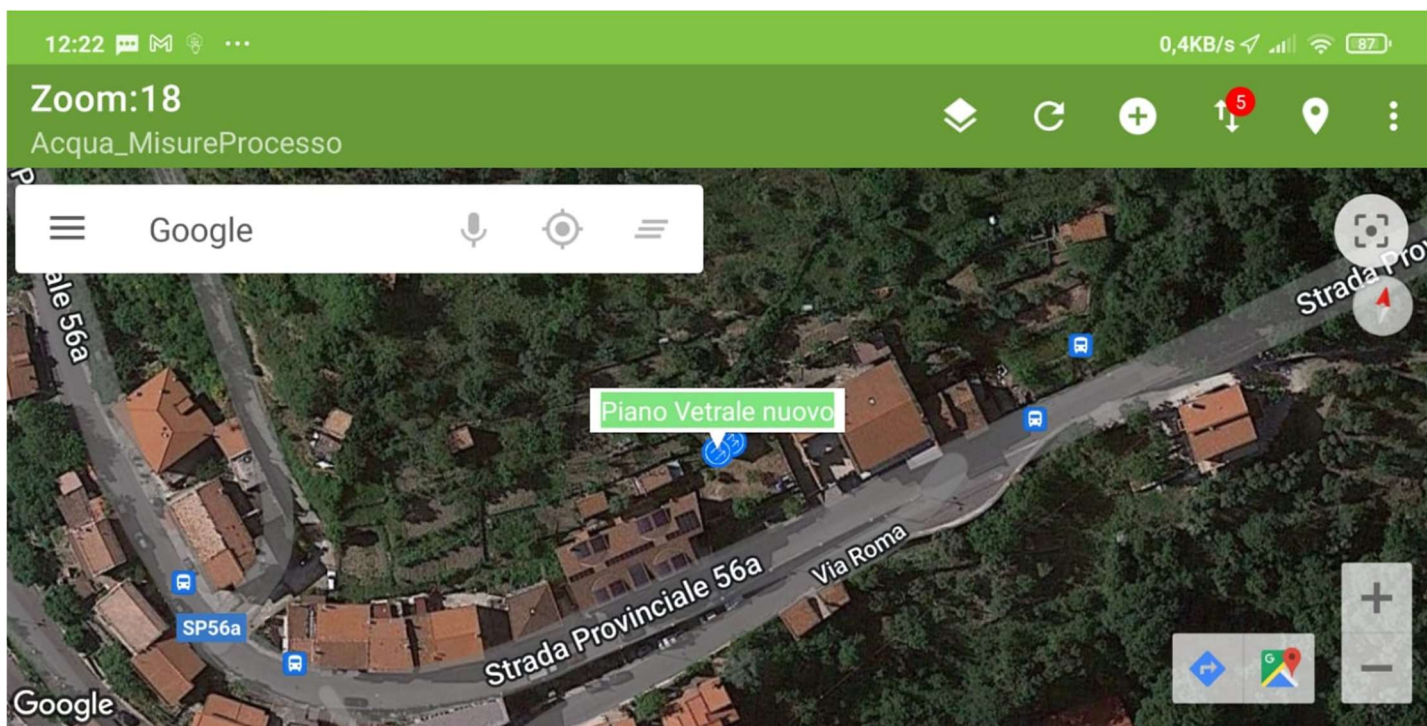 12:22
0,4KB/s
87
Zoom:18
Acqua_MisureProcesso
5
Google
ale 56a
Strada Pro
Piano Vetrale nuovo
Via Roma
Strada Provinciale 56a
SP56a
G
Google